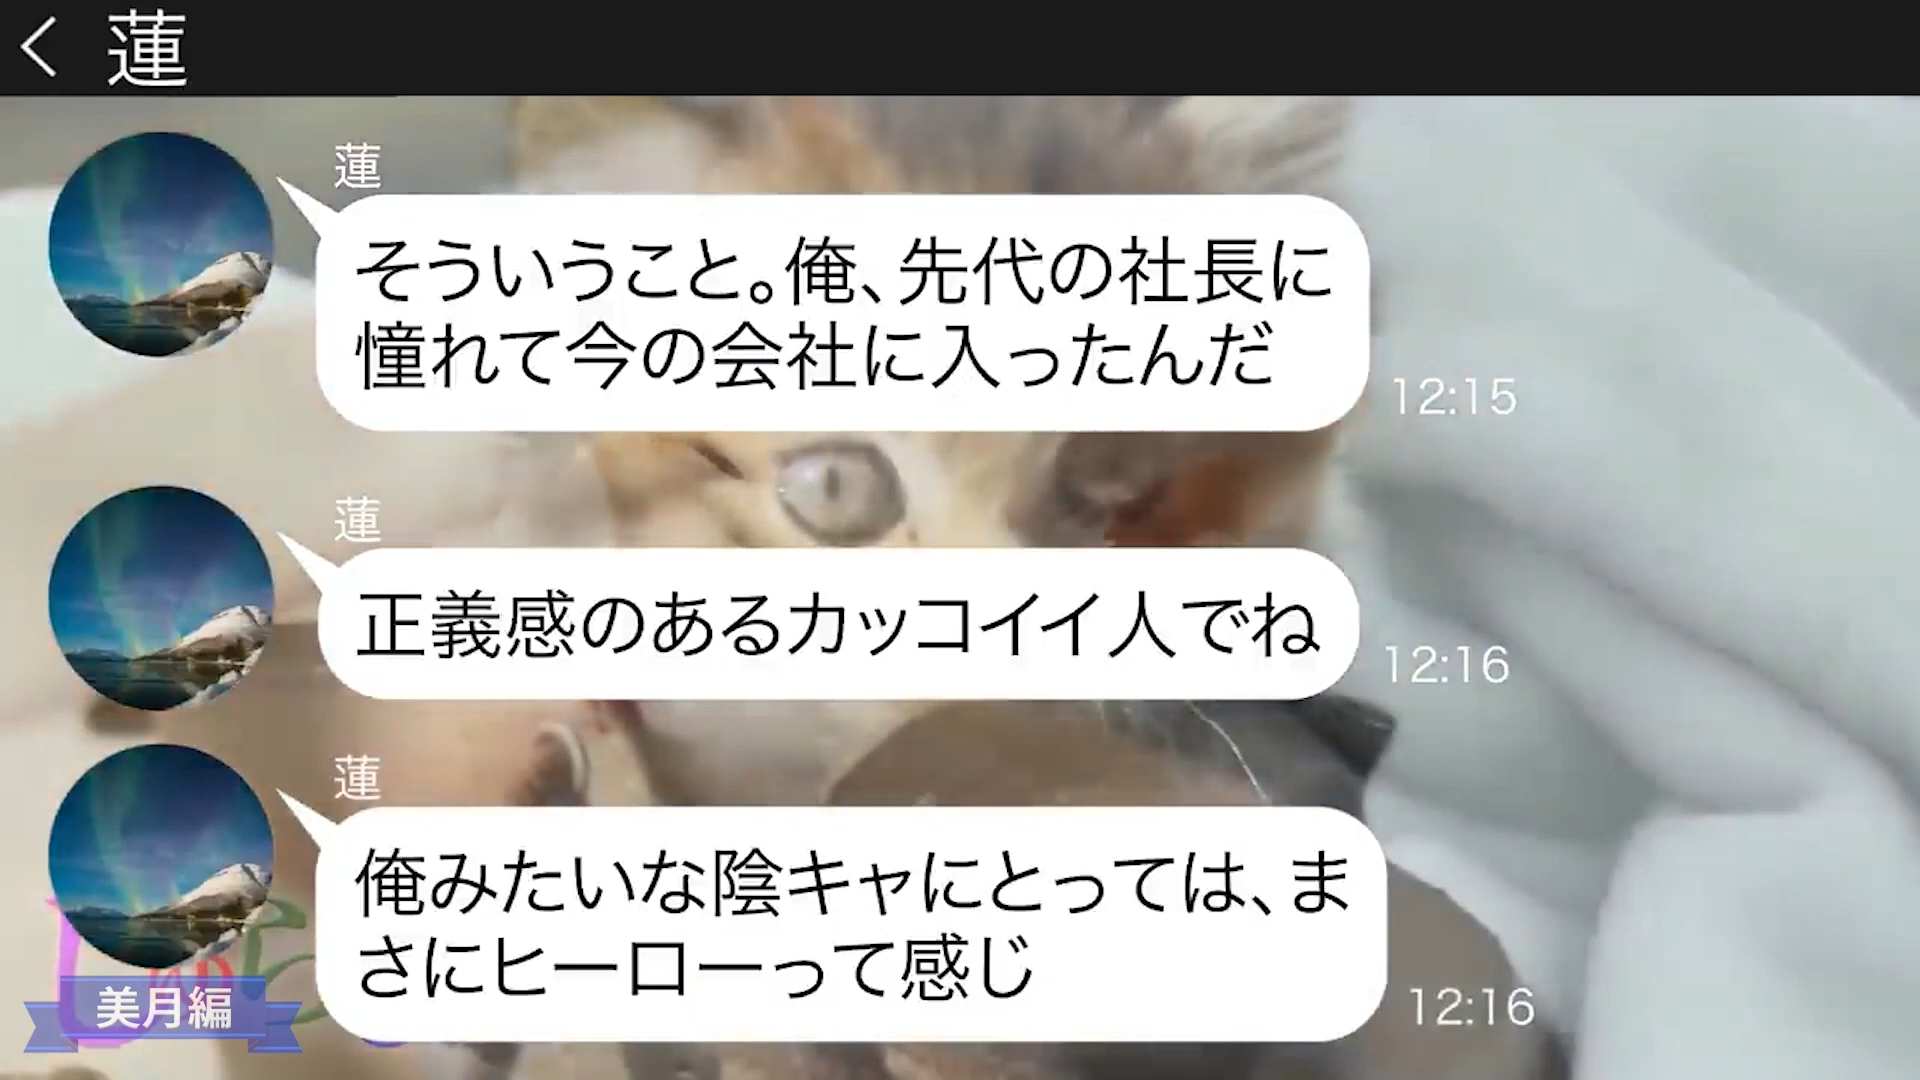 蓮
蓮
そういうこと。俺、先代の社長に
憧れて今の会社に入ったんだ
12:15
蓮
正義感のあるカッコイイ人でね
12:16
蓮
俺みたいな陰キャにとっては、ま
さにヒーローって感じ
12:16
美月編